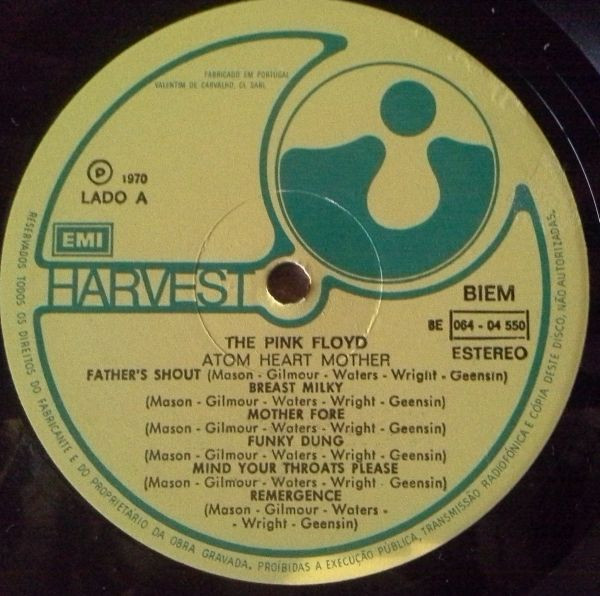 FABRICADO EM PORTUGAL
VALENTIM DE CARVALHO, CI, SARL
P 1970
LADO A
EMI
HARVEST
BIEM
8E 064 - 04 550
ESTEREO
THE PINK FLOYD
ATOM HEART MOTHER
FATHER'S SHOUT (Mason - Gilmour - Waters - Wright - Geensin)
BREAST MILKY
(Mason - Gilmour - Waters - Wright - Geensin)
MOTHER FORE
(Mason - Gilmour - Waters - Wright - Geensin)
FUNKY DUNG
(Mason - Gilmour - Waters - Wright - Geensin)
MIND YOUR THROATS PLEASE
(Mason - Gilmour - Waters - Wright - Geensin)
REMERGENCE
(Mason - Gilmour - Waters -
- Wright - Geensin)
RESERVADOS TODOS OS DIREITOS DO FABRICANTE E DO PROPRIETÁRIO DA OBRA GRAVADA. PROÍBIDAS A EXECUÇÃO PÚBLICA, TRANSMISSÃO RADIOFÓNICA E CÓPIA DESTE DISCO, NÃO AUTORIZADAS.